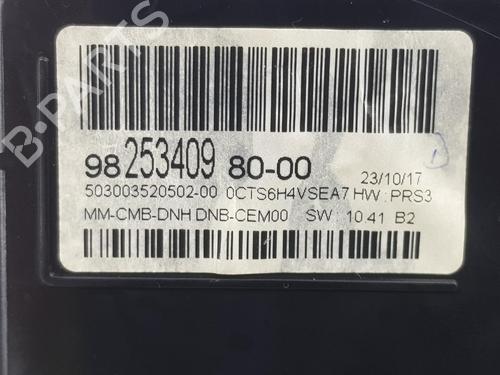 98 253409 80-00
23/10/17
503003520502-00 0CTS6H4VSEA7 HW : PRS3
MM-CMB-DNH DNB-CEM00 SW : 10.41 B2
B-PARTS